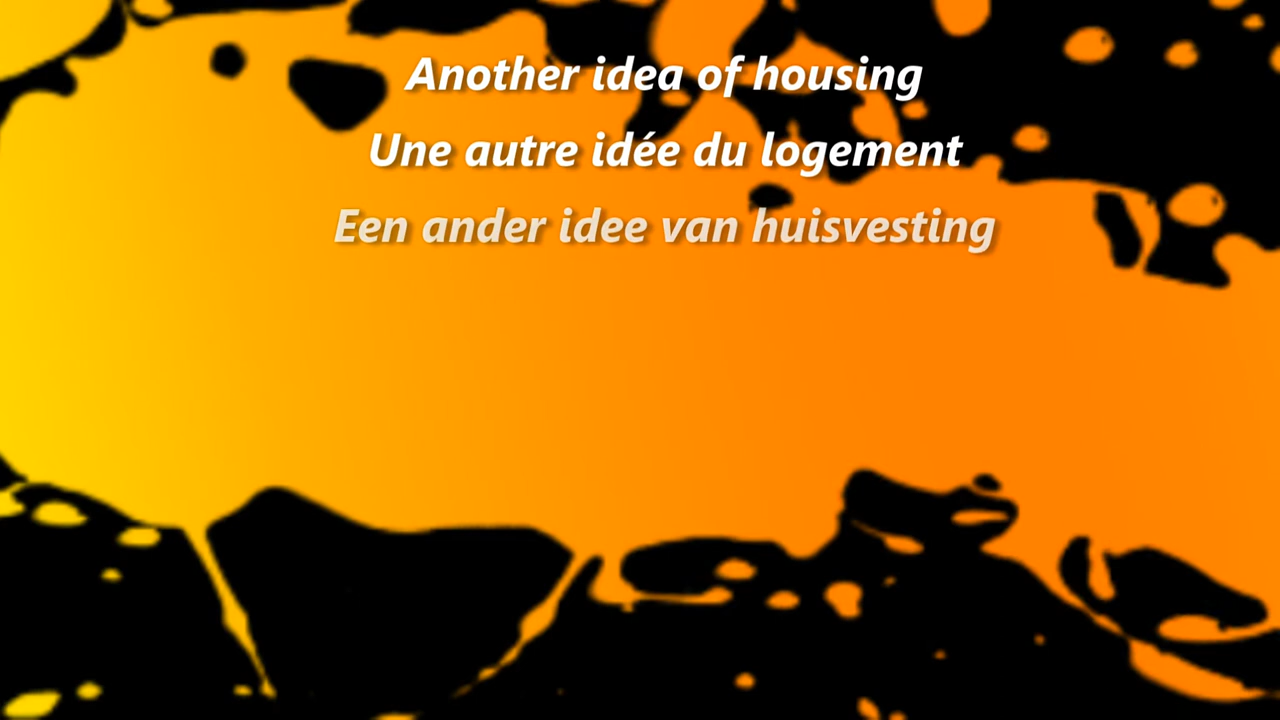 Another idea of housing
Une autre idée du logement
Een ander idee van huisvesting